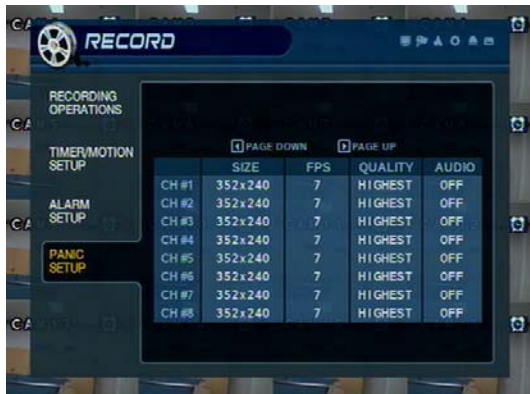 RECORD
RECORDING
OPERATIONS
TIMER/MOTION
SETUP
ALARM
SETUP
PANIC
SETUP
PAGE DOWN PAGE UP
SIZE FPS QUALITY AUDIO
CH #1 352x240 7 HIGHEST OFF
CH #2 352x240 7 HIGHEST OFF
CH #3 352x240 7 HIGHEST OFF
CH #4 352x240 7 HIGHEST OFF
CH #5 352x240 7 HIGHEST OFF
CH #6 352x240 7 HIGHEST OFF
CH #7 352x240 7 HIGHEST OFF
CH #8 352x240 7 HIGHEST OFF